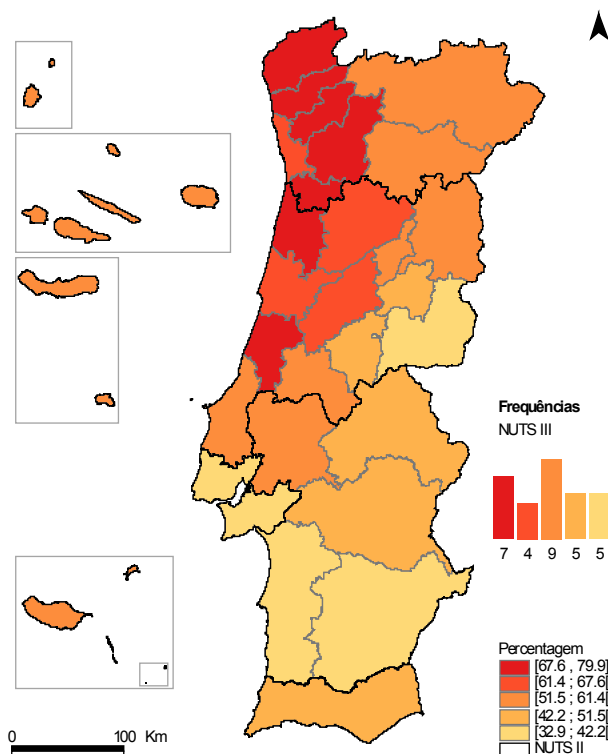 Frequências
NUTS III
7 4 9 5 5
Percentagem
[67.6 , 79.9]
[61.4 ; 67.6[
[51.5 ; 61.4[
[42.2 ; 51.5[
[32.9 ; 42.2[
NUTS II
0 100 Km